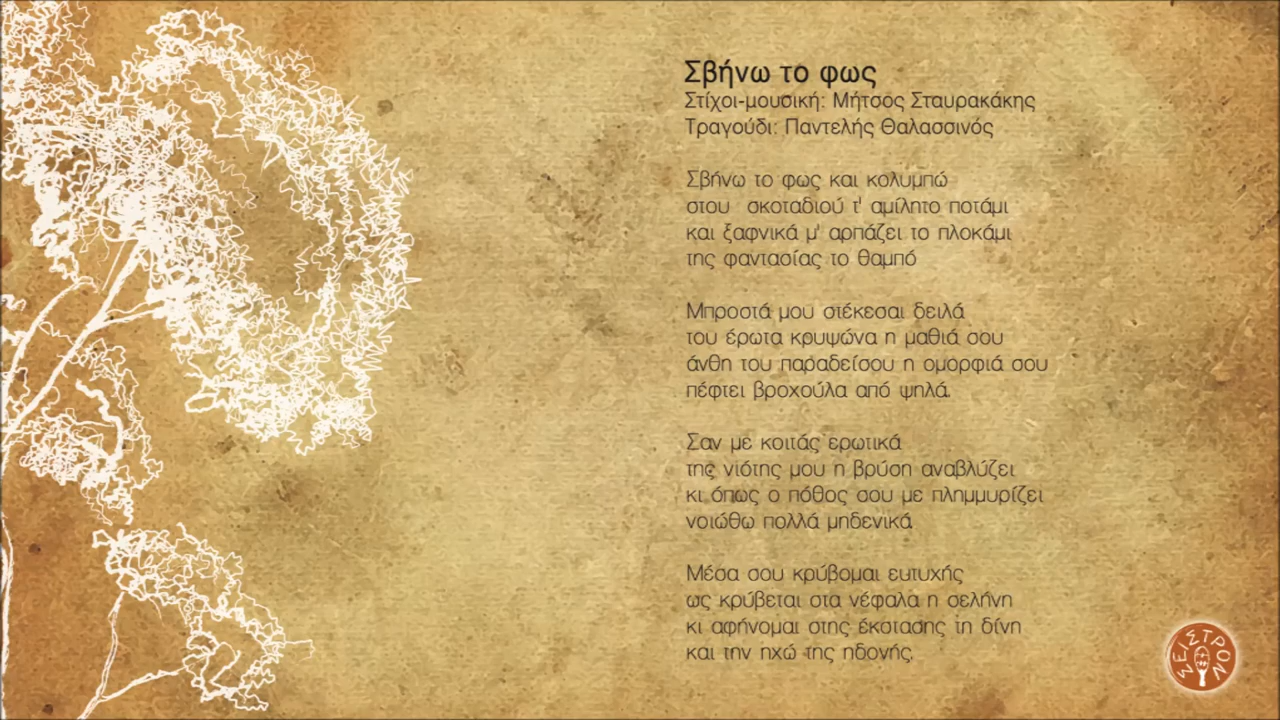 Σβήνω το φως
Στίχοι-μουσική: Μήτσος Σταυρακάκης
Τραγούδι: Παντελής Θαλασσινός
Σβήνω το φως και κολυμπώ
στου σκοταδιού τ' αμίλητο ποτάμι
και ξαφνικά μ' αρπάζει το πλοκάμι
της φαντασίας το θαμπό
Μπροστά μου στέκεσαι δειλά
του έρωτα κρυψώνα η μαθιά σου
άνθη του παραδείσου η ομορφιά σου
πέφτει βροχούλα από ψηλά.
Σαν με κοιτάς ερωτικά
της νιότης μου η βρύση αναβλύζει
κι όπως ο πόθος σου με πλημμυρίζει
νοιώθω πολλά μηδενικά
Μέσα σου κρύβομαι ευτυχής
ως κρύβεται στα νέφαλα η σελήνη
κι αφήνομαι στης έκστασης τη δίνη
και την ηχώ της ηδονής.
ΣΕΙΣΤΡΟΝ